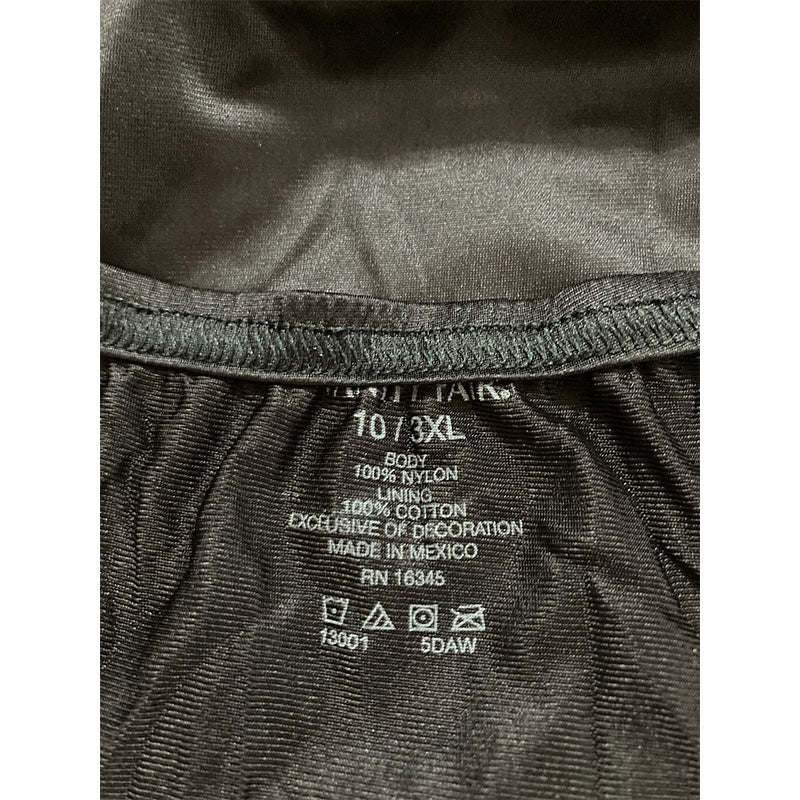 10 / 3XL
BODY
100% NYLON
LINING
100% COTTON
EXCLUSIVE OF DECORATION
MADE IN MEXICO
RN 16345
13001 5DAW